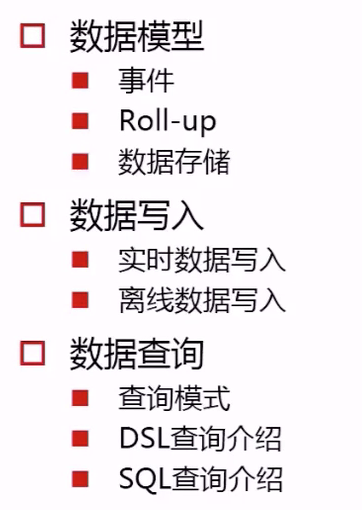 数据模型
事件
Roll-up
数据存储
数据写入
实时数据写入
离线数据写入
数据查询
查询模式
DSL查询介绍
SQL查询介绍